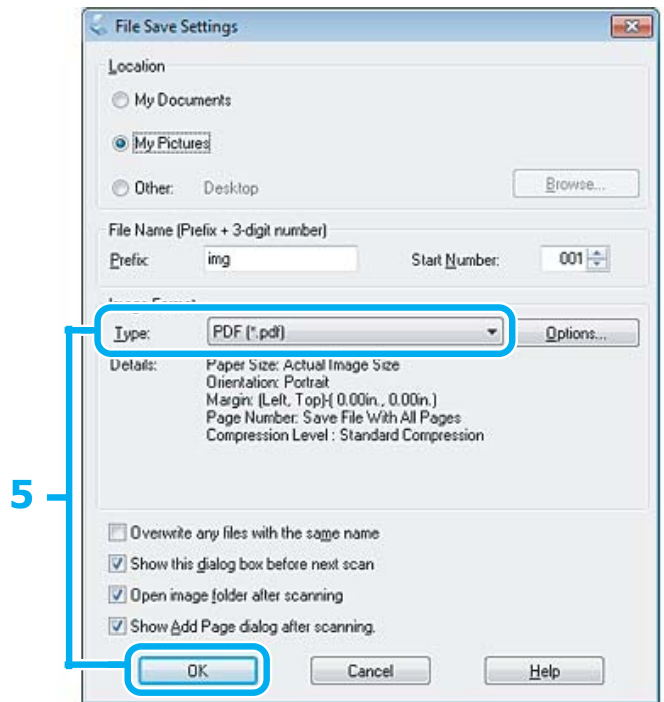 File Save Settings
Location
My Documents
My Pictures
Other: Desktop Browse...
File Name (Prefix + 3-digit number)
Prefix: img Start Number: 001
Image Format
Type: PDF (*.pdf) Options...
Details: Paper Size: Actual Image Size
Orientation: Portrait
Margin: (Left, Top)-( 0.00in., 0.00in.)
Page Number: Save File With All Pages
Compression Level : Standard Compression
5
Overwrite any files with the same name
Show this dialog box before next scan
Open image folder after scanning
Show Add Page dialog after scanning.
OK Cancel Help